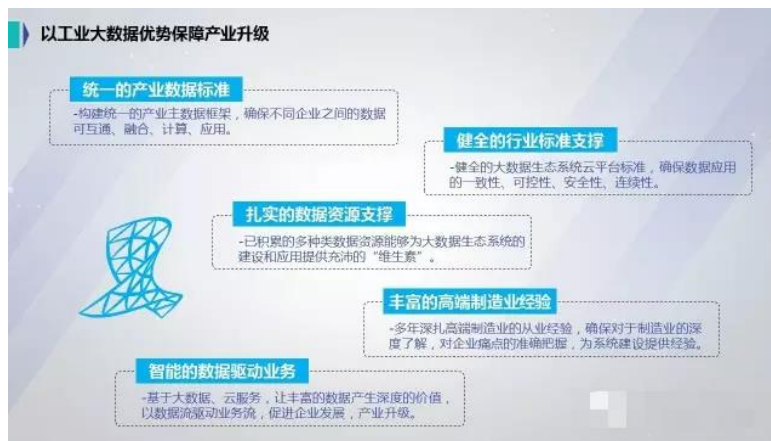 以工业大数据优势保障产业升级
统一的产业数据标准
-构建统一的产业主数据框架，确保不同企业之间的数据
可互通、融合、计算、应用。
健全的行业标准支撑
-健全的大数据生态系统云平台标准，确保数据应用
的一致性、可控性、安全性、连续性。
扎实的数据资源支撑
-已积累的多种类数据资源能够为大数据生态系统的
建设和应用提供充沛的“维生素”。
丰富的高端制造业经验
-多年深扎高端制造业的从业经验，确保对于制造业的深
度了解，对企业痛点的准确把握，为系统建设提供经验。
智能的数据驱动业务
-基于大数据、云服务，让丰富的数据产生深度的价值，
以数据流驱动业务流，促进企业发展，产业升级。